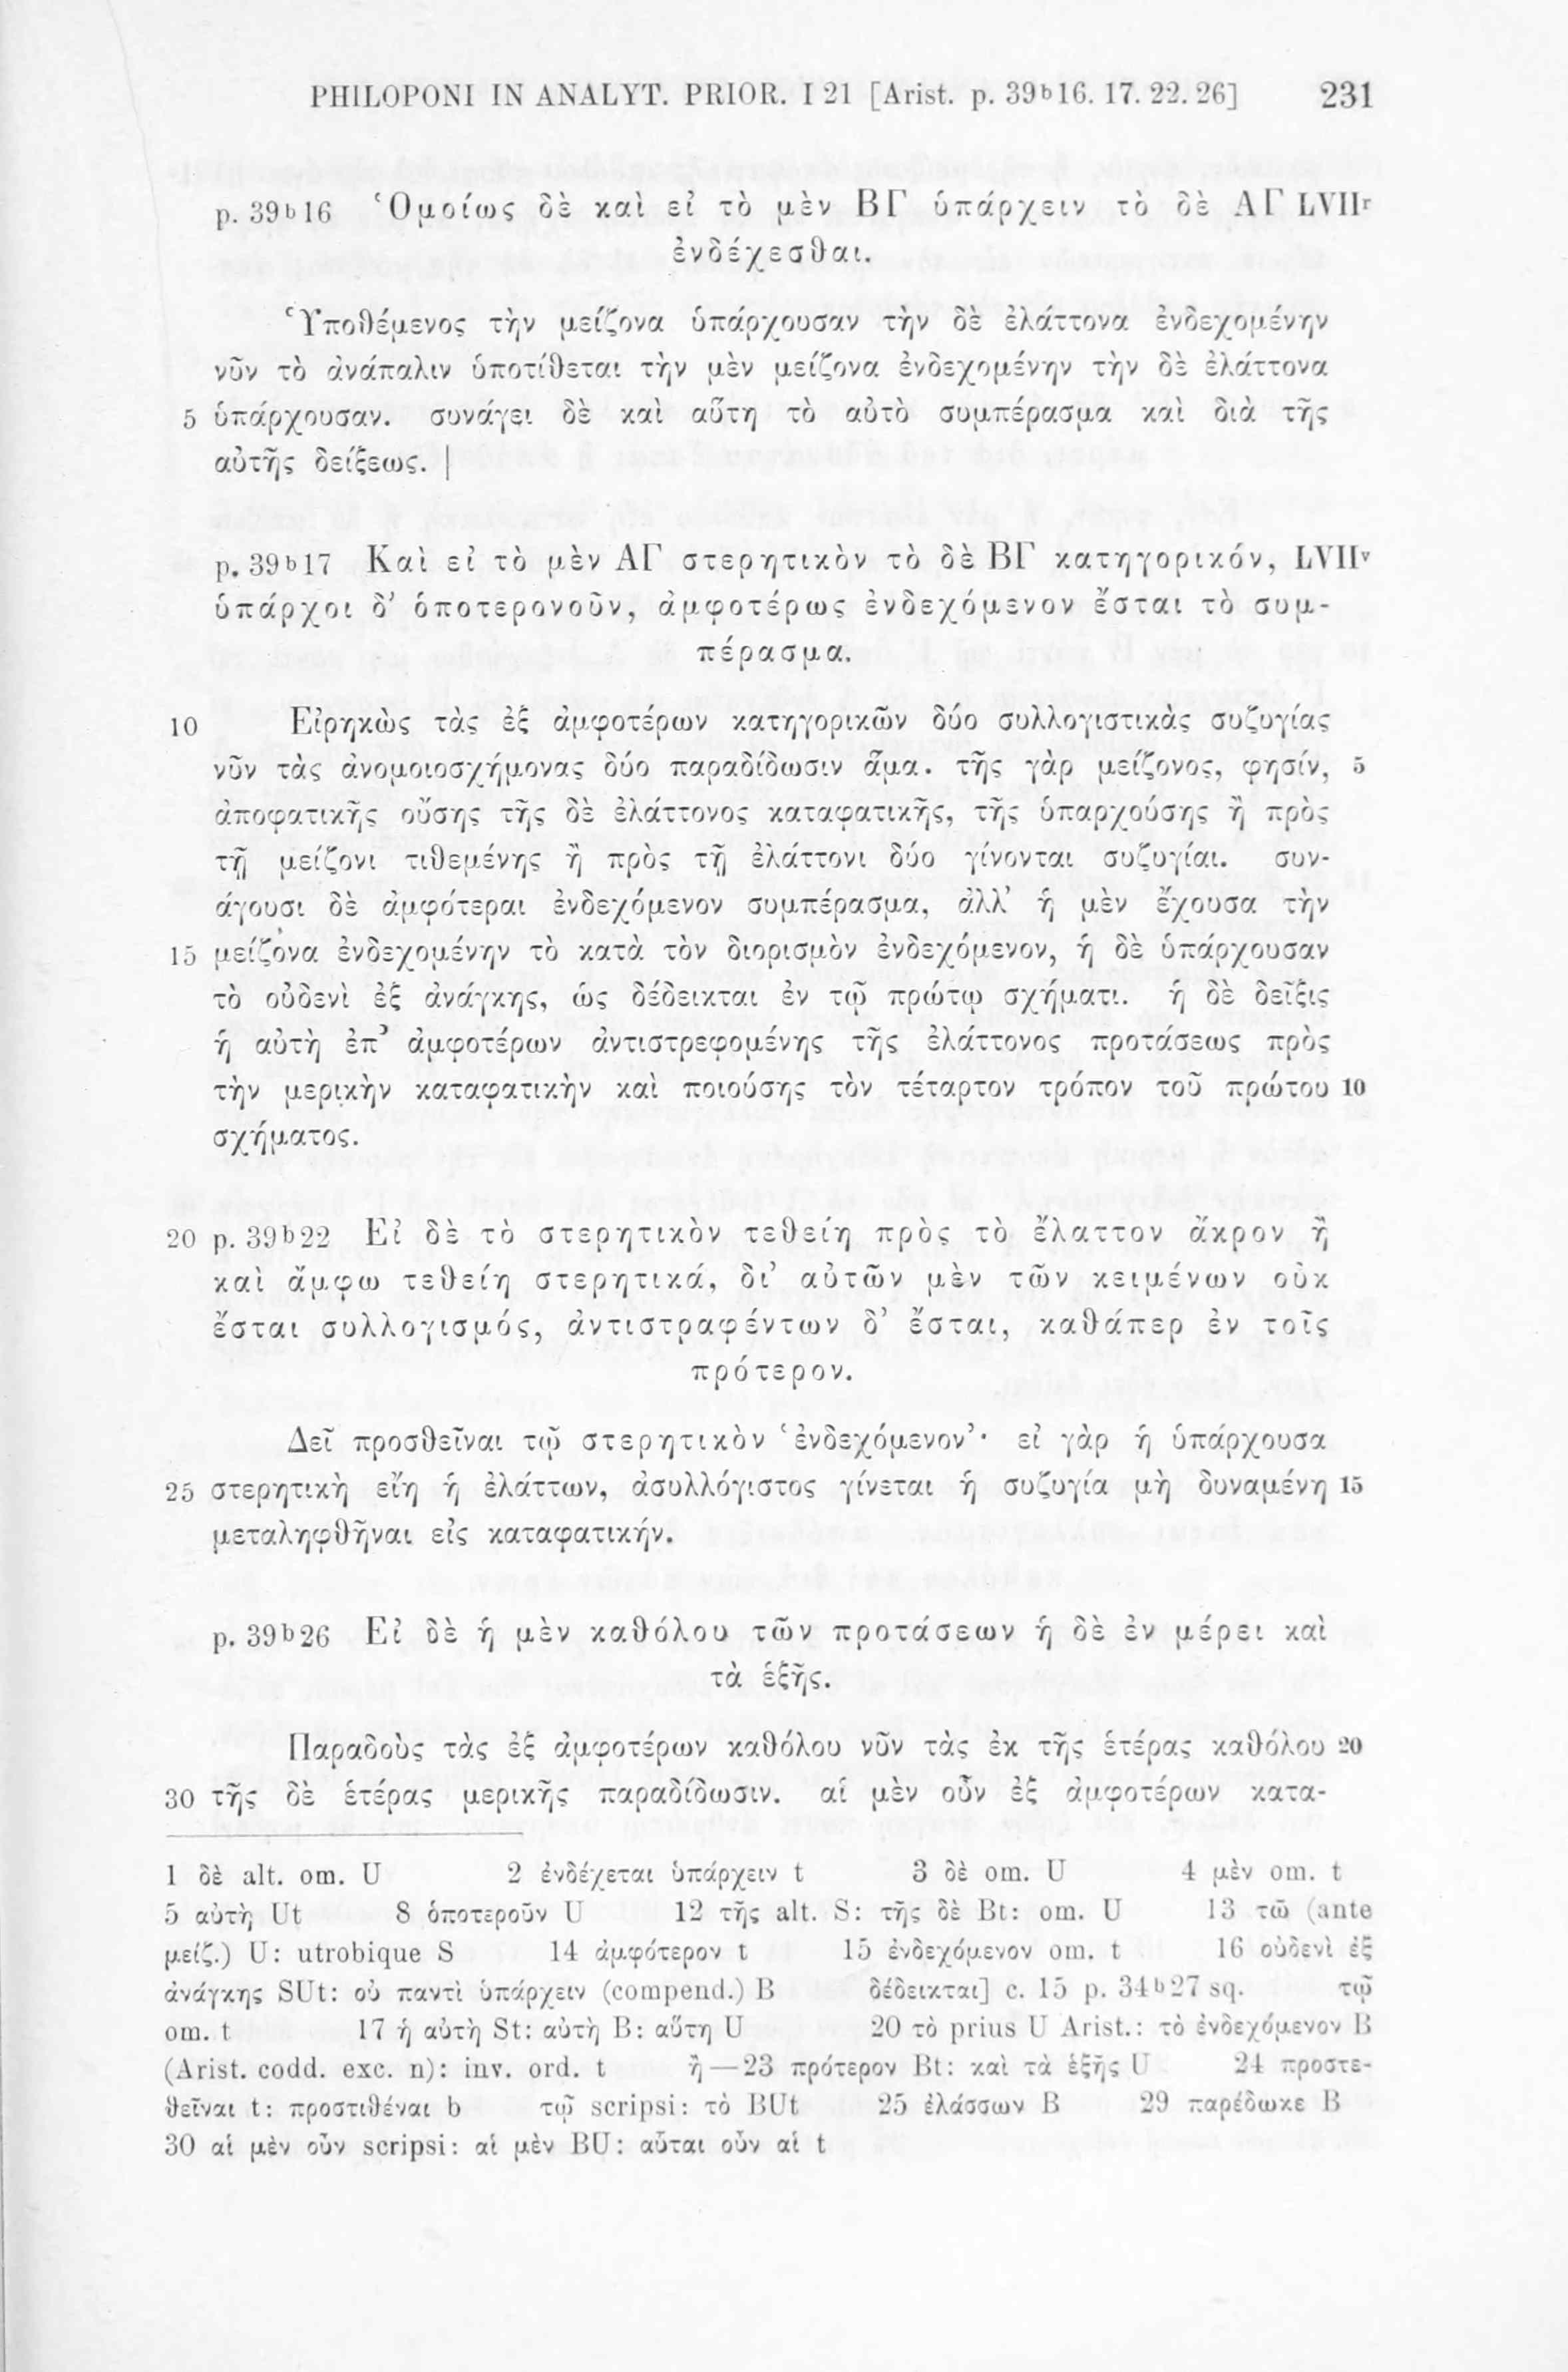 PHILOPONI IN ANALYT. PRIOR. I 21 [Arist. p. 39ᵇ16. 17. 22. 26] 231
p. 39ᵇ16 Ὁμοίως δὲ καὶ εἰ τὸ μὲν ΒΓ ὑπάρχειν τὸ δὲ ΑΓ LVIIʳ
ἐνδέχεσθαι.
Ὑποθέμενος τὴν μείζονα ὑπάρχουσαν τὴν δὲ ἐλάττονα ἐνδεχομένην
νῦν τὸ ἀνάπαλιν ὑποτίθεται τὴν μὲν μείζονα ἐνδεχομένην τὴν δὲ ἐλάττονα
5 ὑπάρχουσαν. συνάγει δὲ καὶ αὕτη τὸ αὐτὸ συμπέρασμα καὶ διὰ τῆς
αὐτῆς δείξεως. |
p. 39ᵇ17 Καὶ εἰ τὸ μὲν ΑΓ στερητικὸν τὸ δὲ ΒΓ κατηγορικόν, LVIIᵛ
ὑπάρχοι δ’ ὁποτερονοῦν, ἀμφοτέρως ἐνδεχόμενον ἔσται τὸ συμ-
πέρασμα.
10 Εἰρηκὼς τὰς ἐξ ἀμφοτέρων κατηγορικῶν δύο συλλογιστικὰς συζυγίας
νῦν τὰς ἀνομοιοσχήμονας δύο παραδίδωσιν ἅμα. τῆς γὰρ μείζονος, φησίν, 5
ἀποφατικῆς οὔσης τῆς δὲ ἐλάττονος καταφατικῆς, τῆς ὑπαρχούσης ἢ πρὸς
τῇ μείζονι τιθεμένης ἢ πρὸς τῇ ἐλάττονι δύο γίνονται συζυγίαι. συν-
άγουσι δὲ ἀμφότεραι ἐνδεχόμενον συμπέρασμα, ἀλλ’ ἡ μὲν ἔχουσα τὴν
15 μείζονα ἐνδεχομένην τὸ κατὰ τὸν διορισμὸν ἐνδεχόμενον, ἡ δὲ ὑπάρχουσαν
τὸ οὐδενὶ ἐξ ἀνάγκης, ὡς δέδεικται ἐν τῷ πρώτῳ σχήματι. ἡ δὲ δεῖξις
ἡ αὐτὴ ἐπ’ ἀμφοτέρων ἀντιστρεφομένης τῆς ἐλάττονος προτάσεως πρὸς
τὴν μερικὴν καταφατικὴν καὶ ποιούσης τὸν τέταρτον τρόπον τοῦ πρώτου 10
σχήματος.
20 p. 39ᵇ22 Εἰ δὲ τὸ στερητικὸν τεθείη πρὸς τὸ ἔλαττον ἄκρον ἢ
καὶ ἄμφω τεθείη στερητικά, δι’ αὐτῶν μὲν τῶν κειμένων οὐκ
ἔσται συλλογισμός, ἀντιστραφέντων δ’ ἔσται, καθάπερ ἐν τοῖς
πρότερον.
Δεῖ προσθεῖναι τῷ στερητικὸν ‘ἐνδεχόμενον’· εἰ γὰρ ἡ ὑπάρχουσα
25 στερητικὴ εἴη ἡ ἐλάττων, ἀσυλλόγιστος γίνεται ἡ συζυγία μὴ δυναμένη 15
μεταληφθῆναι εἰς καταφατικήν.
p. 39ᵇ26 Εἰ δὲ ἡ μὲν καθόλου τῶν προτάσεων ἡ δὲ ἐν μέρει καὶ
τὰ ἑξῆς.
Παραδοὺς τὰς ἐξ ἀμφοτέρων καθόλου νῦν τὰς ἐκ τῆς ἑτέρας καθόλου 20
30 τῆς δὲ ἑτέρας μερικῆς παραδίδωσιν. αἱ μὲν οὖν ἐξ ἀμφοτέρων κατα-
1 δὲ alt. om. U 2 ἐνδέχεται ὑπάρχειν t 3 δὲ om. U 4 μὲν om. t
5 αὐτὴ Ut 8 ὁποτεροῦν U 12 τῆς alt. S: τῆς δὲ Bt: om. U 13 τῶ (ante
μείζ.) U: utrobique S 14 ἀμφότερον t 15 ἐνδεχόμενον om. t 16 οὐδενὶ ἐξ
ἀνάγκης SUt: οὐ παντὶ ὑπάρχειν (compend.) B δέδεικται] c. 15 p. 34ᵇ27 sq. τῷ
om. t 17 ἡ αὐτὴ St: αὐτὴ B: αὕτη U 20 τὸ prius U Arist.: τὸ ἐνδεχόμενον B
(Arist. codd. exc. n): inv. ord. t ἢ—23 πρότερον Bt: καὶ τὰ ἑξῆς U 24 προστε-
θεῖναι t: προστιθέναι b τῷ scripsi: τὸ BUt 25 ἐλάσσων B 29 παρέδωκε B
30 αἱ μὲν οὖν scripsi: αἱ μὲν BU: αὗται οὖν αἱ t